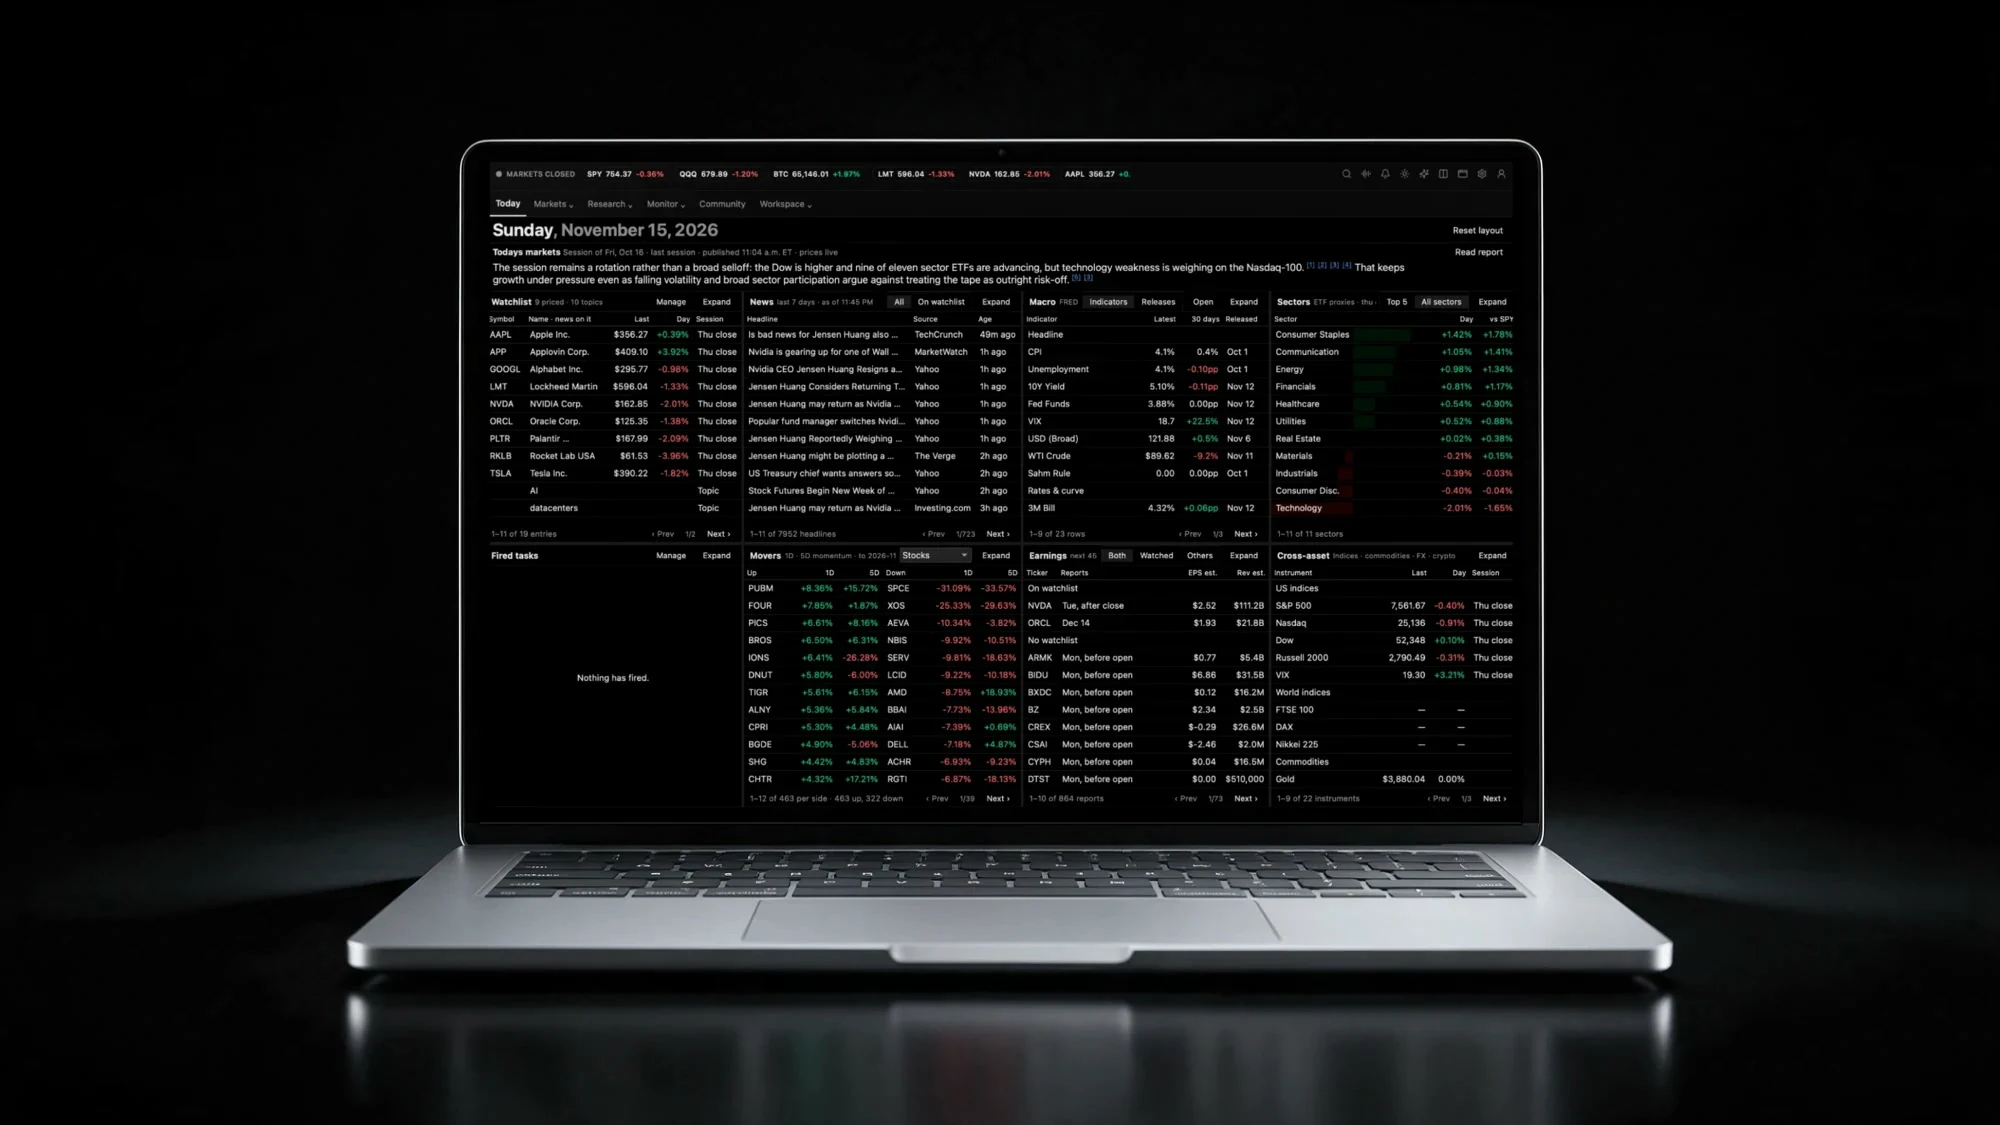 MARKETS CLOSED SPY 754.37 -0.36% QQQ 679.89 -1.20% BTC 65,146.01 +1.97% LMT 596.04 -1.33% NVDA 162.85 -2.01% AAPL 356.27 +0.
Today Markets Research Monitor Community Workspace
Sunday, November 15, 2026
Reset layout
Todays markets Session of Fri, Oct 16 · last session · published 11:04 a.m. ET · prices live
Read report
The session remains a rotation rather than a broad selloff: the Dow is higher and nine of eleven sector ETFs are advancing, but technology weakness is weighing on the Nasdaq-100. [1] [2] [3] [4] That keeps
growth under pressure even as falling volatility and broad sector participation argue against treating the tape as outright risk-off. [5] [3]
Watchlist 9 priced · 10 topics Manage Expand
Symbol Name · news on it Last Day Session
AAPL Apple Inc. $356.27 +0.39% Thu close
APP Applovin Corp. $409.10 +3.92% Thu close
GOOGL Alphabet Inc. $295.77 -0.98% Thu close
LMT Lockheed Martin $596.04 -1.33% Thu close
NVDA NVIDIA Corp. $162.85 -2.01% Thu close
ORCL Oracle Corp. $125.35 -1.38% Thu close
PLTR Palantir ... $167.99 -2.09% Thu close
RKLB Rocket Lab USA $61.53 -3.96% Thu close
TSLA Tesla Inc. $390.22 -1.82% Thu close
AI Topic
datacenters Topic
1–11 of 19 entries ‹ Prev 1/2 Next ›
News last 7 days · as of 11:45 PM All On watchlist Expand
Headline Source Age
Is bad news for Jensen Huang also ... TechCrunch 49m ago
Nvidia is gearing up for one of Wall ... MarketWatch 1h ago
Nvidia CEO Jensen Huang Resigns a... Yahoo 1h ago
Jensen Huang Considers Returning T... Yahoo 1h ago
Jensen Huang may return as Nvidia ... Yahoo 1h ago
Popular fund manager switches Nvidi... Yahoo 1h ago
Jensen Huang Reportedly Weighing ... Yahoo 1h ago
Jensen Huang might be plotting a ... The Verge 2h ago
US Treasury chief wants answers so... Yahoo 2h ago
Stock Futures Begin New Week of ... Yahoo 2h ago
Jensen Huang may return as Nvidia ... Investing.com 3h ago
1–11 of 7952 headlines ‹ Prev 1/723 Next ›
Macro FRED Indicators Releases Open Expand
Indicator Latest 30 days Released
Headline
CPI 4.1% 0.4% Oct 1
Unemployment 4.1% -0.10pp Oct 1
10Y Yield 5.10% -0.11pp Nov 12
Fed Funds 3.88% 0.00pp Nov 12
VIX 18.7 +22.5% Nov 12
USD (Broad) 121.88 +0.5% Nov 6
WTI Crude $89.62 -9.2% Nov 11
Sahm Rule 0.00 0.00pp Oct 1
Rates & curve
3M Bill 4.32% +0.06pp Nov 12
1–9 of 23 rows ‹ Prev 1/3 Next ›
Sectors ETF proxies · thu · Top 5 All sectors Expand
Sector Day vs SPY
Consumer Staples +1.42% +1.78%
Communication +1.05% +1.41%
Energy +0.98% +1.34%
Financials +0.81% +1.17%
Healthcare +0.54% +0.90%
Utilities +0.52% +0.88%
Real Estate +0.02% +0.38%
Materials -0.21% +0.15%
Industrials -0.39% -0.03%
Consumer Disc. -0.40% -0.04%
Technology -2.01% -1.65%
1–11 of 11 sectors
Fired tasks Manage Expand
Nothing has fired.
Movers 1D · 5D momentum · to 2026-11 Stocks Expand
Up 1D 5D Down 1D 5D
PUBM +8.36% +15.72% SPCE -31.09% -33.57%
FOUR +7.85% +1.87% XOS -25.33% -29.63%
PICS +6.61% +8.16% AEVA -10.34% -3.82%
BROS +6.50% +6.31% NBIS -9.92% -10.51%
IONS +6.41% -26.28% SERV -9.81% -18.63%
DNUT +5.80% -6.00% LCID -9.22% -10.18%
TIGR +5.61% +6.15% AMD -8.75% +18.93%
ALNY +5.36% +5.84% BBAI -7.73% -13.96%
CPRI +5.30% +4.48% AIAI -7.39% +0.69%
BGDE +4.90% -5.06% DELL -7.18% +4.87%
SHG +4.42% +4.83% ACHR -6.93% -9.23%
CHTR +4.32% +17.21% RGTI -6.87% -18.13%
1–12 of 463 per side · 463 up, 322 down ‹ Prev 1/39 Next ›
Earnings next 45 Both Watched Others Expand
Ticker Reports EPS est. Rev est.
On watchlist
NVDA Tue, after close $2.52 $111.2B
ORCL Dec 14 $1.93 $21.8B
No watchlist
ARMK Mon, before open $0.77 $5.4B
BIDU Mon, before open $6.86 $31.5B
BXDC Mon, before open $0.12 $16.2M
BZ Mon, before open $2.34 $2.5B
CREX Mon, before open $-0.29 $26.6M
CSAI Mon, before open $-2.46 $2.0M
CYPH Mon, before open $0.04 $16.5M
DTST Mon, before open $0.00 $510,000
1–10 of 864 reports ‹ Prev 1/73 Next ›
Cross-asset Indices · commodities · FX · crypto Expand
Instrument Last Day Session
US indices
S&P 500 7,561.67 -0.40% Thu close
Nasdaq 25,136 -0.91% Thu close
Dow 52,348 +0.10% Thu close
Russell 2000 2,790.49 -0.31% Thu close
VIX 19.30 +3.21% Thu close
World indices
FTSE 100 — —
DAX — —
Nikkei 225 — —
Commodities
Gold $3,880.04 0.00%
1–9 of 22 instruments ‹ Prev 1/3 Next ›